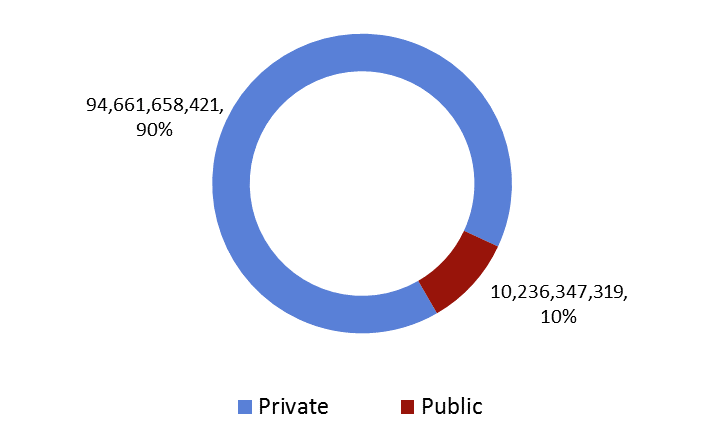 94,661,658,421,
90%
10,236,347,319,
10%
Private
Public